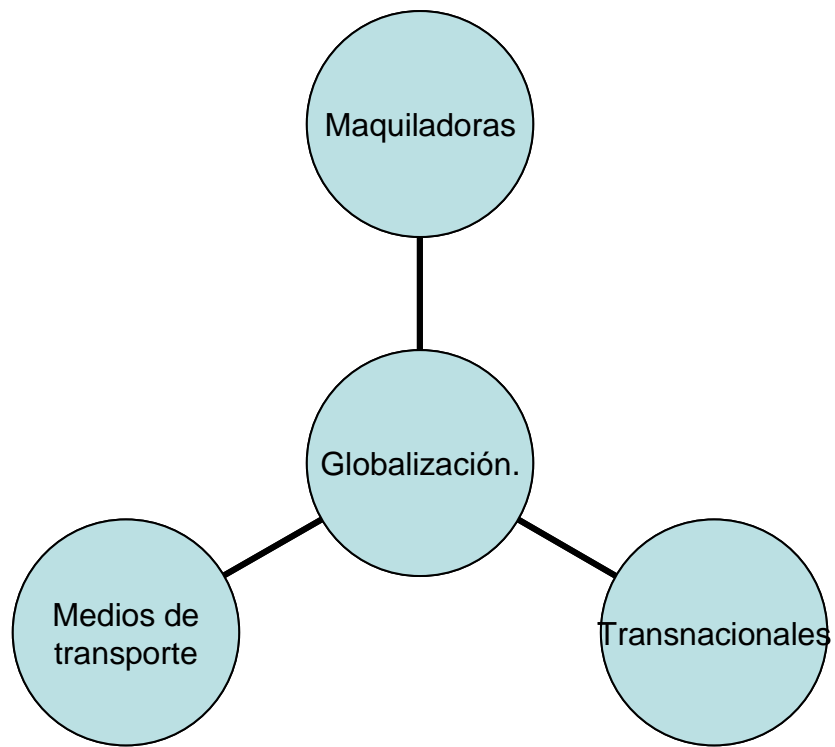 Maquiladoras
Globalización.
Medios de
transporte
Transnacionales